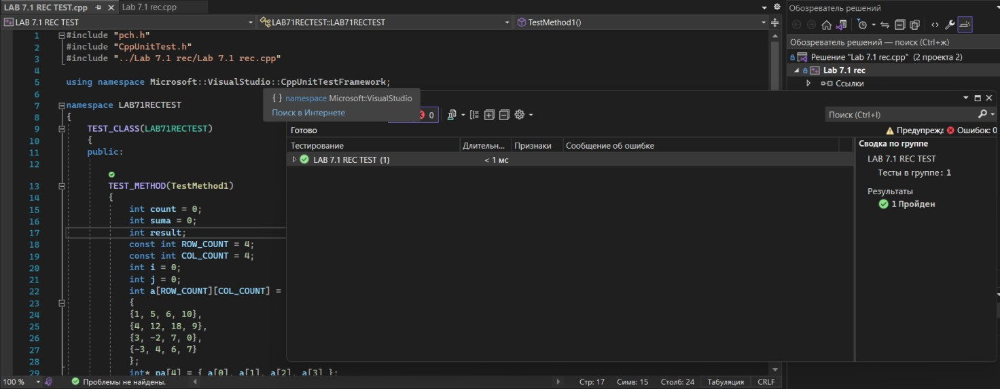 LAB 7.1 REC TEST.cpp Lab 7.1 rec.cpp
LAB 7.1 REC TEST LAB71RECTEST::LAB71RECTEST TestMethod1()
1 #include "pch.h"
2 #include "CppUnitTest.h"
3 #include "../Lab 7.1 rec/Lab 7.1 rec.cpp"
4
5 using namespace Microsoft::VisualStudio::CppUnitTestFramework;
6
7 namespace LAB71RECTEST
8 {
9 TEST_CLASS(LAB71RECTEST)
10 {
11 public:
12
13 TEST_METHOD(TestMethod1)
14 {
15 int count = 0;
16 int suma = 0;
17 int result;
18 const int ROW_COUNT = 4;
19 const int COL_COUNT = 4;
20 int i = 0;
21 int j = 0;
22 int a[ROW_COUNT][COL_COUNT] =
23 {
24 {1, 5, 6, 10},
25 {4, 12, 18, 9},
26 {3, -2, 7, 0},
27 {-3, 4, 6, 7}
28 };
29 int* pa[4] = { a[0], a[1], a[2], a[3] };
{ } namespace Microsoft::VisualStudio
Поиск в Интернете
0
Поиск (Ctrl+I)
Готово
Предупрежд Ошибок: 0
Тестирование Длительн... Признаки Сообщение об ошибке
LAB 7.1 REC TEST (1) < 1 мс
Сводка по группе
LAB 7.1 REC TEST
Тесты в группе: 1
Результаты
1 Пройден
Обозреватель решений
Обозреватель решений — поиск (Ctrl+ж)
Решение "Lab 7.1 rec.cpp" (2 проекта 2)
Lab 7.1 rec
Ссылки
100 % Проблемы не найдены. Стр: 17 Симв: 15 Столб: 24 Табуляция CRLF